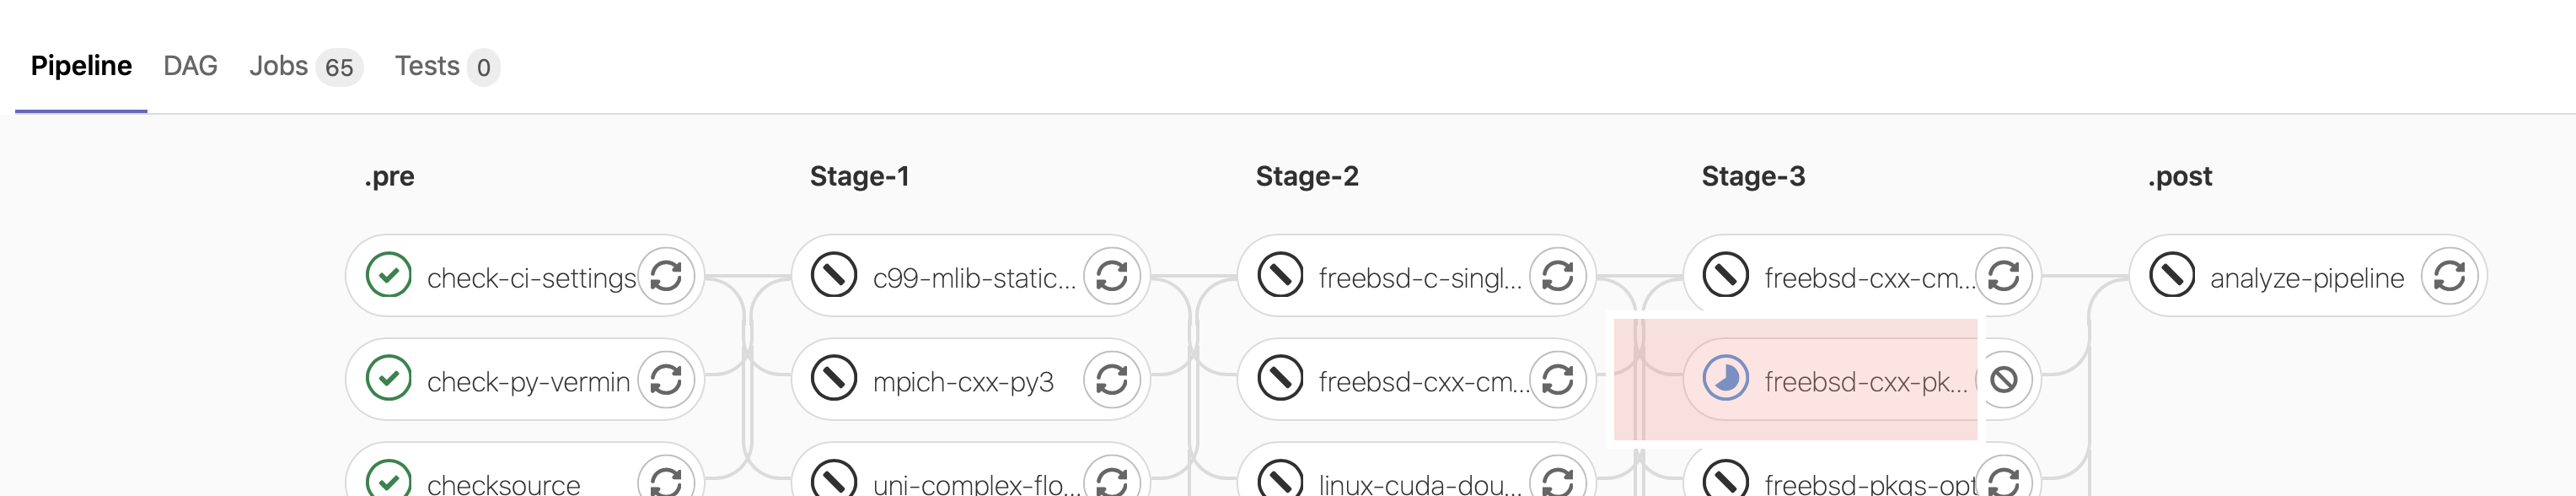 Pipeline DAG Jobs 65 Tests 0
.pre Stage-1 Stage-2 Stage-3 .post
check-ci-settings c99-mlib-static... freebsd-c-singl... freebsd-cxx-cm... analyze-pipeline
check-py-vermin mpich-cxx-py3 freebsd-cxx-cm... freebsd-cxx-pk...
checksource uni-complex-flo... linux-cuda-dou... freebsd-pkgs-opt